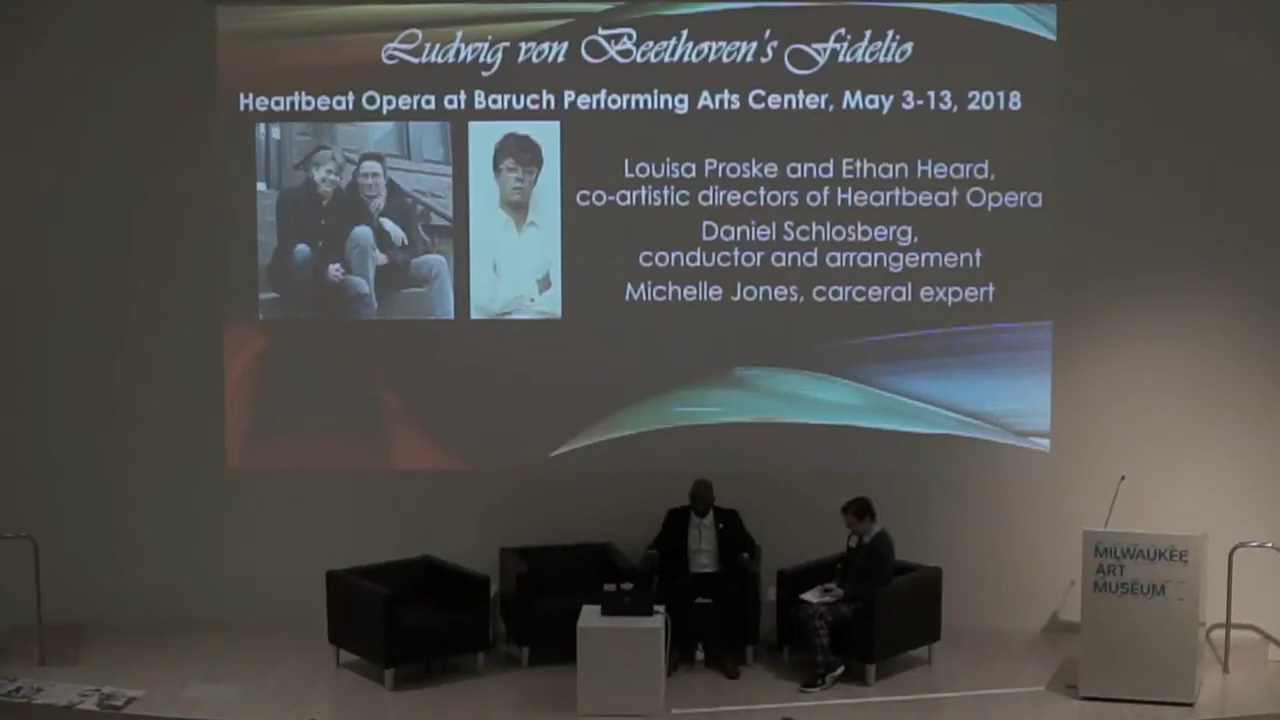 Ludwig von Beethoven's Fidelio
Heartbeat Opera at Baruch Performing Arts Center, May 3-13, 2018
Louisa Proske and Ethan Heard,
co-artistic directors of Heartbeat Opera
Daniel Schlosberg,
conductor and arrangement
Michelle Jones, carceral expert
MILWAUKEE
ART
MUSEUM